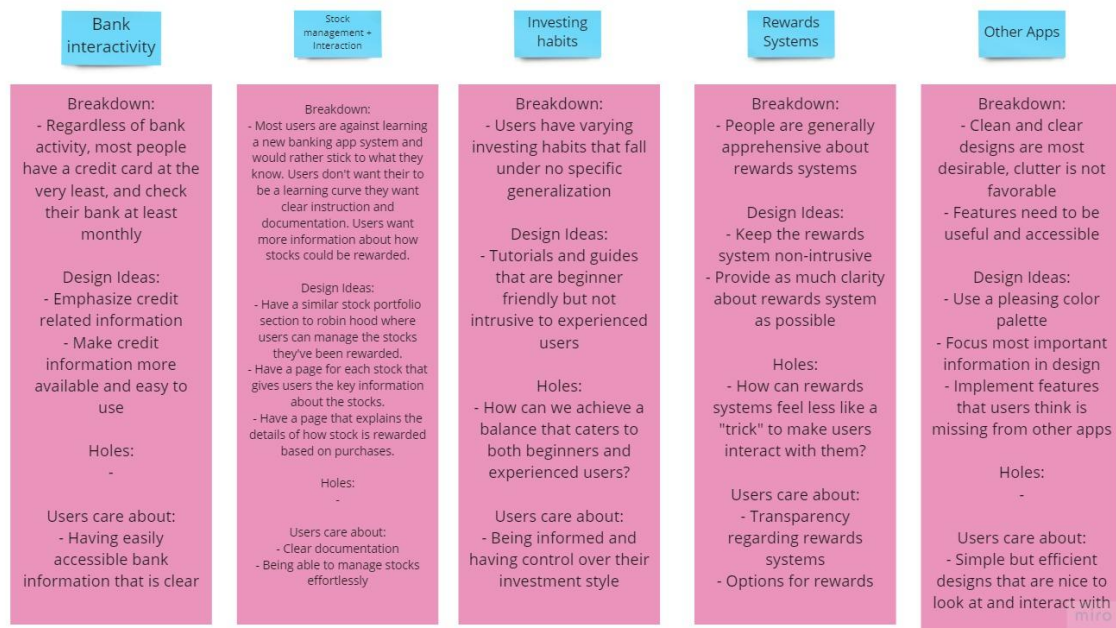 Bank
interactivity
Breakdown:
- Regardless of bank
activity, most people
have a credit card at the
very least, and check
their bank at least
monthly
Design Ideas:
- Emphasize credit
related information
- Make credit
information more
available and easy to
use
Holes:
-
Users care about:
- Having easily
accessible bank
information that is clear
Stock
management +
Interaction
Breakdown:
- Most users are against learning
a new banking app system and
would rather stick to what they
know. Users don't want their to
be a learning curve they want
clear instruction and
documentation. Users want
more information about how
stocks could be rewarded.
Design Ideas:
- Have a similar stock portfolio
section to robin hood where
users can manage the stocks
they've been rewarded.
- Have a page for each stock that
gives users the key information
about the stocks.
- Have a page that explains the
details of how stock is rewarded
based on purchases.
Holes:
-
Users care about:
- Clear documentation
- Being able to manage stocks
effortlessly
Investing
habits
Breakdown:
- Users have varying
investing habits that fall
under no specific
generalization
Design Ideas:
- Tutorials and guides
that are beginner
friendly but not
intrusive to experienced
users
Holes:
- How can we achieve a
balance that caters to
both beginners and
experienced users?
Users care about:
- Being informed and
having control over their
investment style
Rewards
Systems
Breakdown:
- People are generally
apprehensive about
rewards systems
Design Ideas:
- Keep the rewards
system non-intrusive
- Provide as much clarity
about rewards system
as possible
Holes:
- How can rewards
systems feel less like a
"trick" to make users
interact with them?
Users care about:
- Transparency
regarding rewards
systems
- Options for rewards
Other Apps
Breakdown:
- Clean and clear
designs are most
desirable, clutter is not
favorable
- Features need to be
useful and accessible
Design Ideas:
- Use a pleasing color
palette
- Focus most important
information in design
- Implement features
that users think is
missing from other apps
Holes:
-
Users care about:
- Simple but efficient
designs that are nice to
look at and interact with
miro